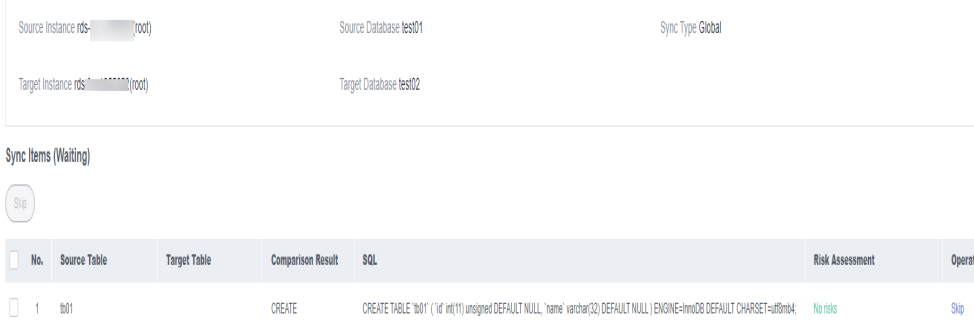 Source Instance rds- (root) Source Database test01 Sync Type Global
Target Instance rds (root) Target Database test02
Sync Items (Waiting)
Skip
No. Source Table Target Table Comparison Result SQL Risk Assessment Operat
1 tb01 CREATE CREATE TABLE `tb01` ( `id` int(11) unsigned DEFAULT NULL, `name` varchar(32) DEFAULT NULL ) ENGINE=InnoDB DEFAULT CHARSET=utf8mb4; No risks Skip